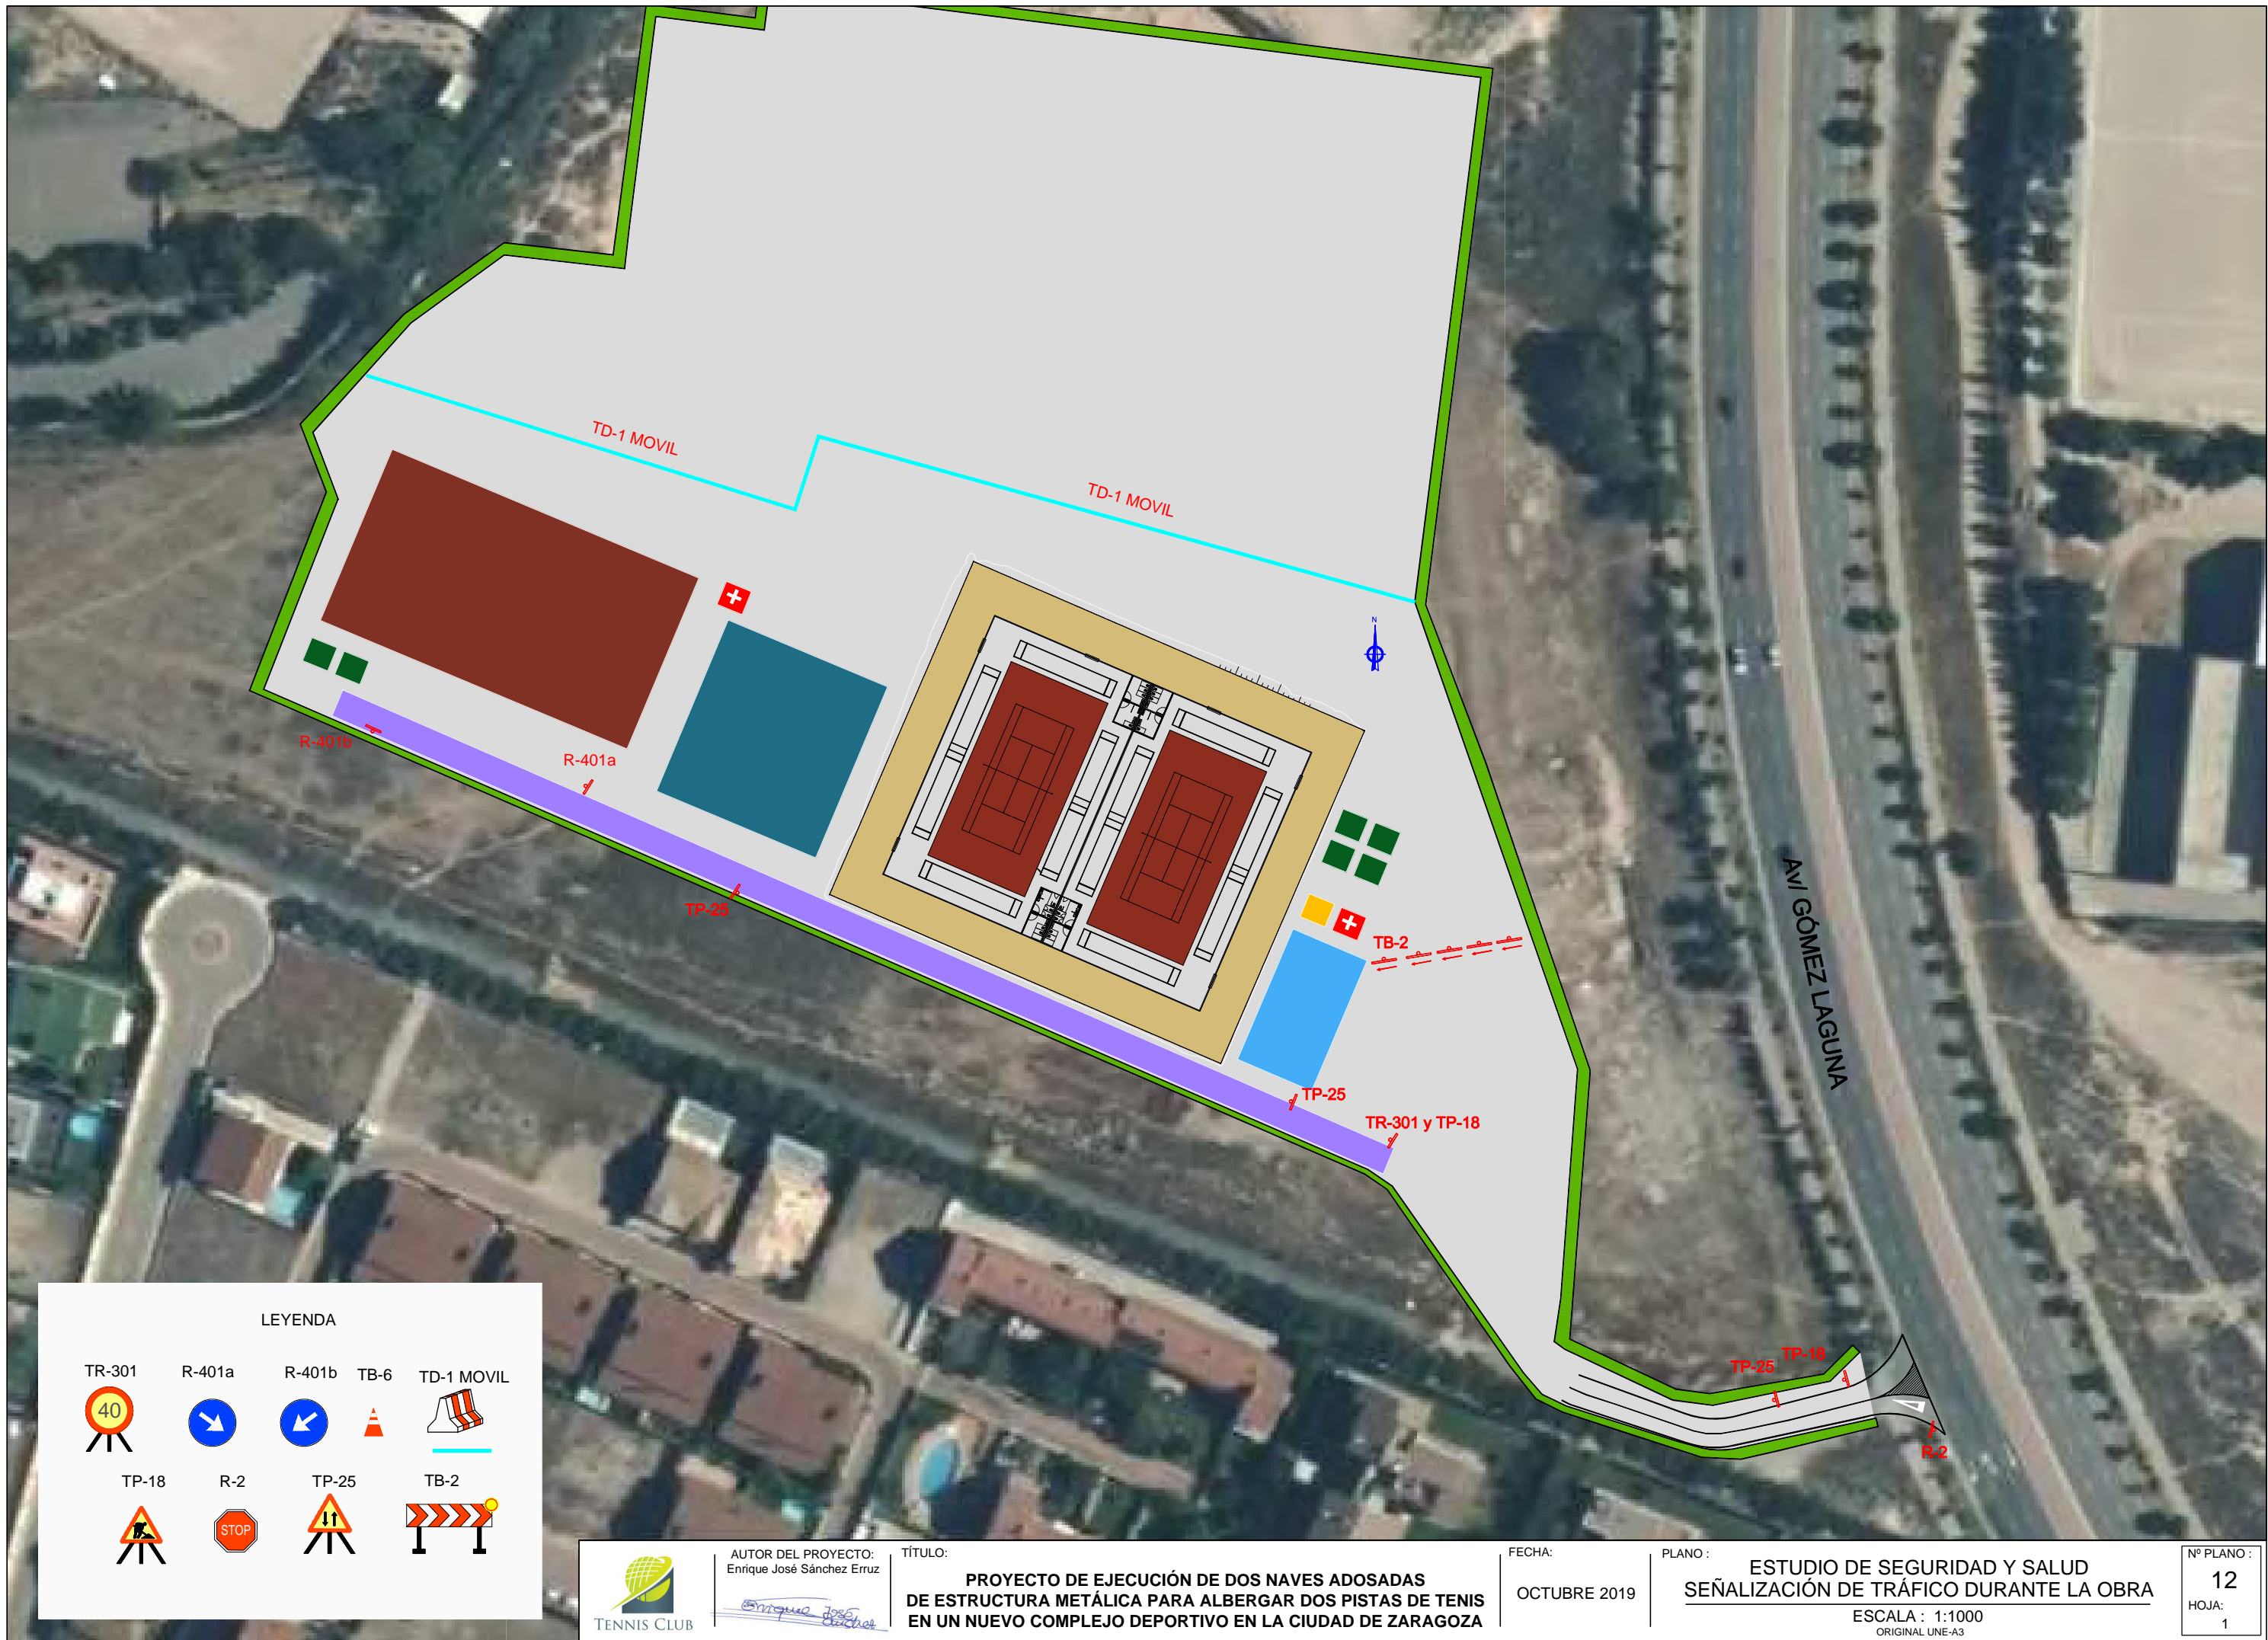 TD-1 MOVIL
TD-1 MOVIL
N
R-401b
R-401a
TP-25
TB-2
TP-25
TR-301 y TP-18
AV/ GÓMEZ LAGUNA
TP-25
TP-18
R-2
LEYENDA
TR-301
R-401a
R-401b
TB-6
TD-1 MOVIL
40
TP-18
R-2
TP-25
TB-2
STOP
TENNIS CLUB
AUTOR DEL PROYECTO:
Enrique José Sánchez Erruz
Enrique José
Sánchez
TÍTULO:
PROYECTO DE EJECUCIÓN DE DOS NAVES ADOSADAS
DE ESTRUCTURA METÁLICA PARA ALBERGAR DOS PISTAS DE TENIS
EN UN NUEVO COMPLEJO DEPORTIVO EN LA CIUDAD DE ZARAGOZA
FECHA:
OCTUBRE 2019
PLANO :
ESTUDIO DE SEGURIDAD Y SALUD
SEÑALIZACIÓN DE TRÁFICO DURANTE LA OBRA
ESCALA : 1:1000
ORIGINAL UNE-A3
Nº PLANO :
12
HOJA:
1